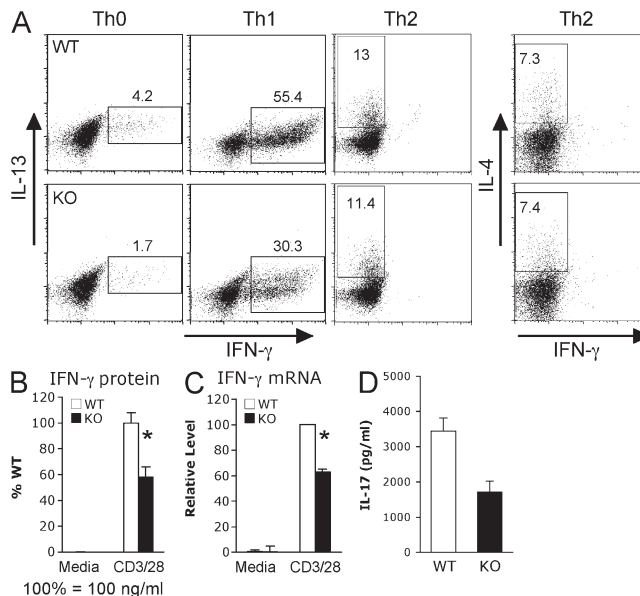 A
Th0
Th1
Th2
Th2
WT
4.2
55.4
13
7.3
IL-13
IL-4
KO
1.7
30.3
11.4
7.4
IFN-γ
IFN-γ
B
IFN-γ protein
WT
KO
% WT
120
100
80
60
40
20
0
*
Media
CD3/28
100% = 100 ng/ml
C
IFN-γ mRNA
WT
KO
Relative Level
120
100
80
60
40
20
0
*
Media
CD3/28
D
IL-17 (pg/ml)
5000
4000
3000
2000
1000
0
WT
KO